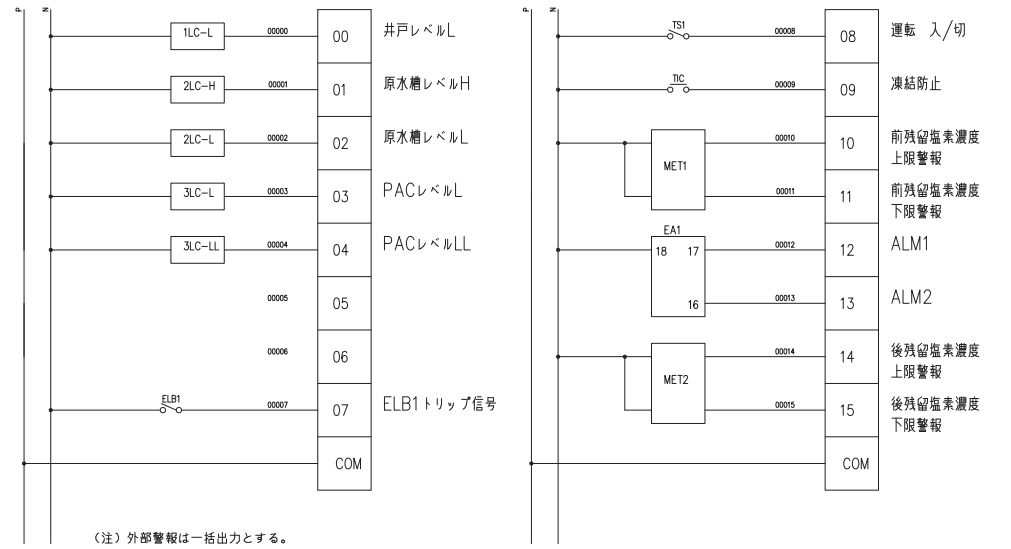 P N
1LC-L 00000 00 井戸レベルL
2LC-H 00001 01 原水槽レベルH
2LC-L 00002 02 原水槽レベルL
3LC-L 00003 03 PACレベルL
3LC-LL 00004 04 PACレベルLL
00005 05
00006 06
ELB1 00007 07 ELB1トリップ信号
COM
(注)外部警報は一括出力とする。
P N
TS1 00008 08 運転 入/切
TIC 00009 09 凍結防止
MET1 00010 10 前残留塩素濃度
上限警報
00011 11 前残留塩素濃度
下限警報
EA1
18 17 00012 12 ALM1
16 00013 13 ALM2
MET2 00014 14 後残留塩素濃度
上限警報
00015 15 後残留塩素濃度
下限警報
COM